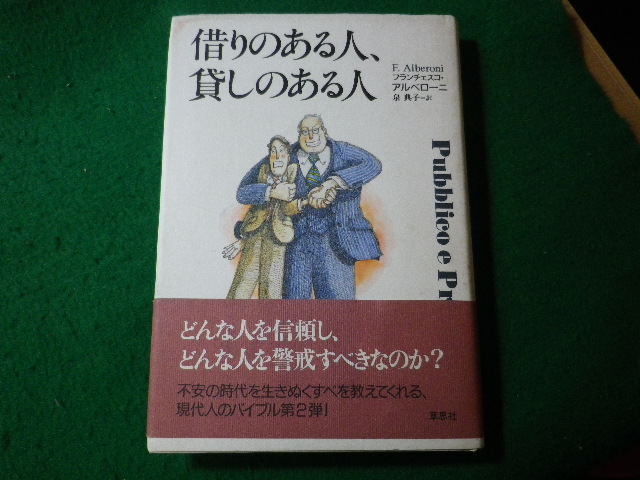 借りのある人、
貸しのある人
F. Alberoni
フランチェスコ・
アルベローニ
泉 典子=訳
Pubblico e Pr
どんな人を信頼し、
どんな人を警戒すべきなのか?
不安の時代を生きぬくすべを教えてくれる、
現代人のバイブル第2弾!
草思社